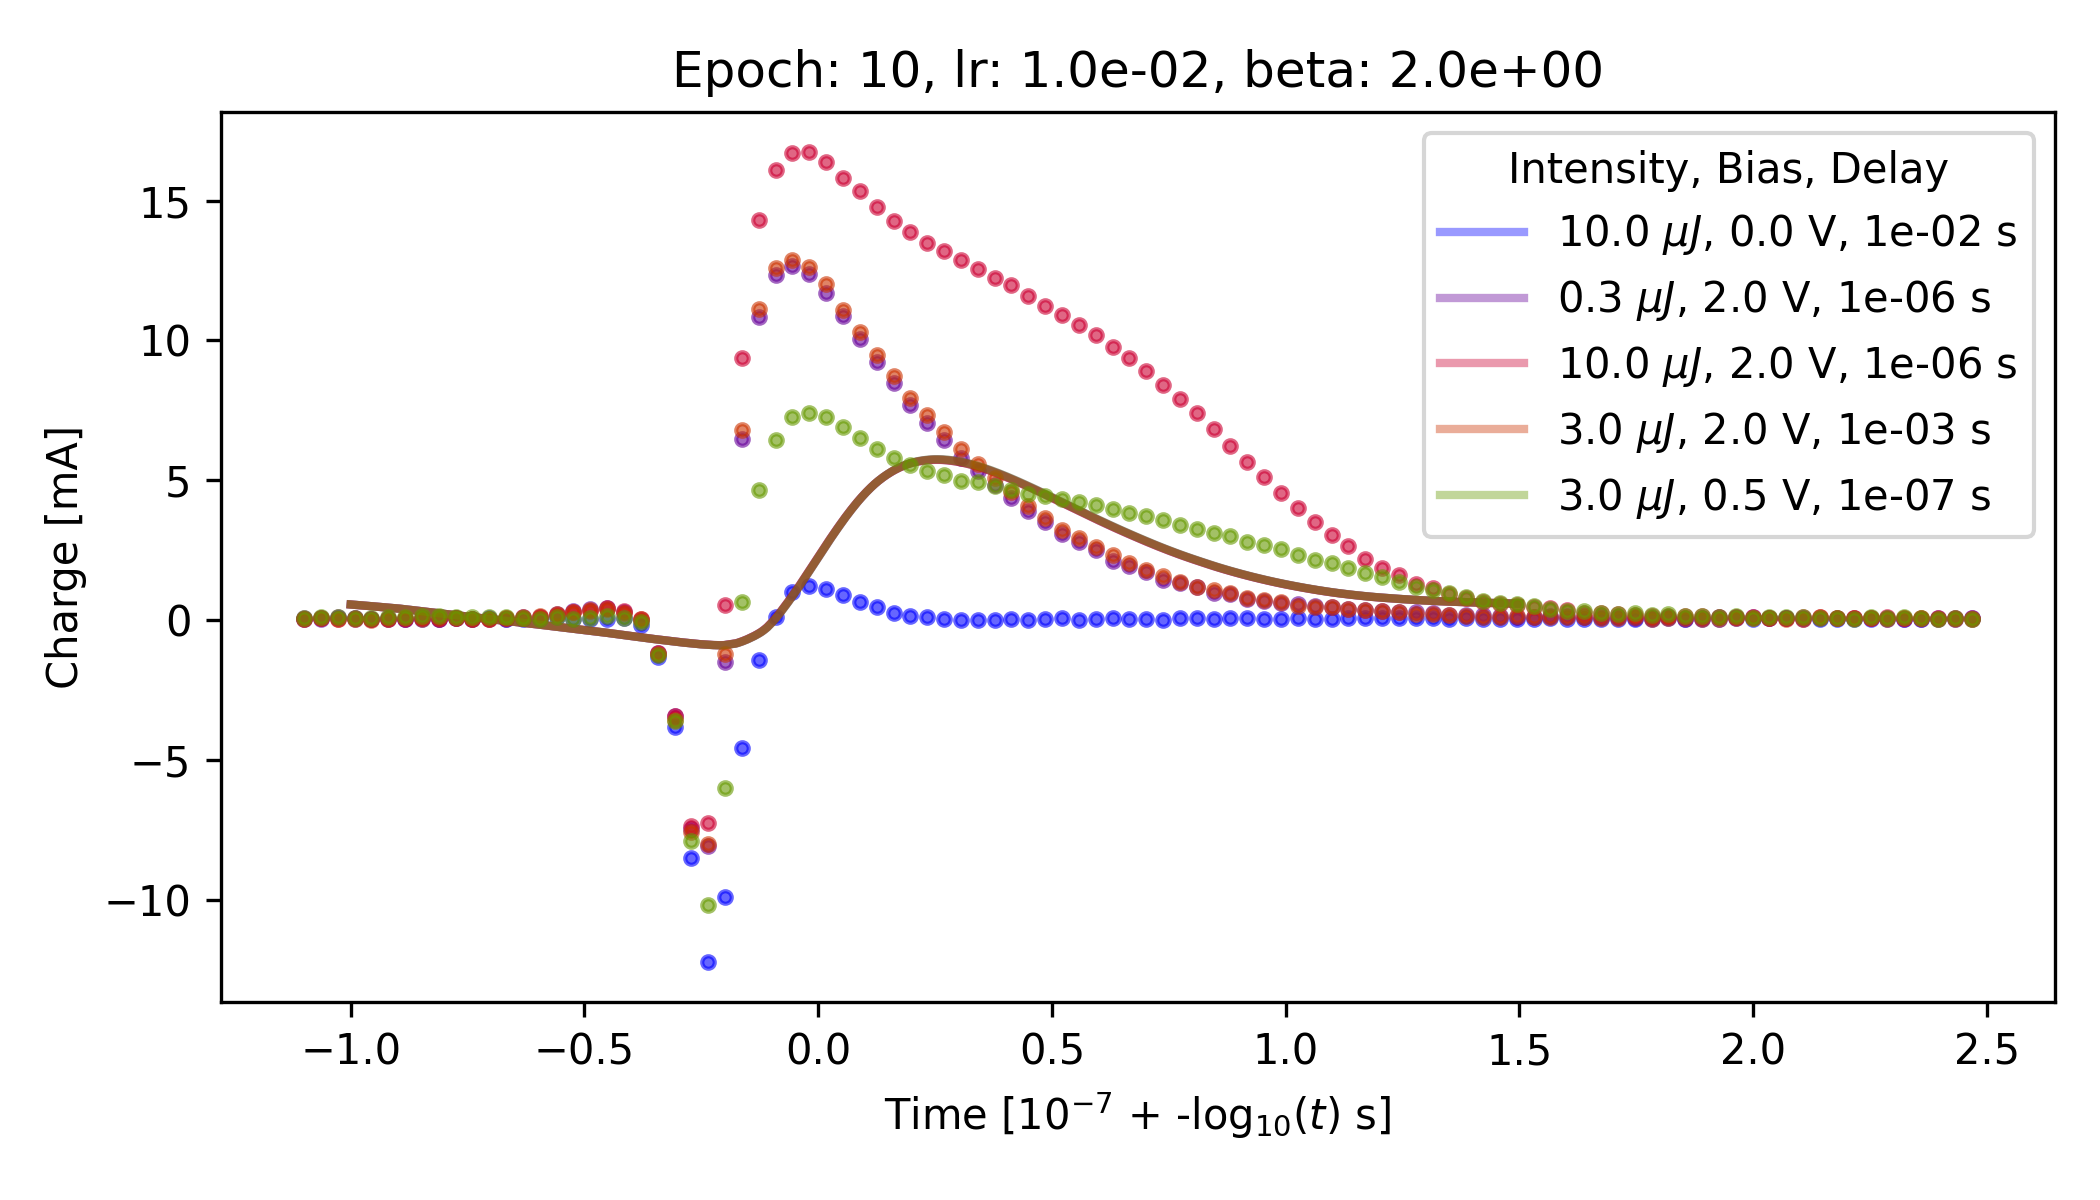 Epoch: 10, lr: 1.0e-02, beta: 2.0e+00
Charge [mA]
15
10
5
0
−5
−10
Intensity, Bias, Delay
10.0 μJ, 0.0 V, 1e-02 s
0.3 μJ, 2.0 V, 1e-06 s
10.0 μJ, 2.0 V, 1e-06 s
3.0 μJ, 2.0 V, 1e-03 s
3.0 μJ, 0.5 V, 1e-07 s
−1.0 −0.5 0.0 0.5 1.0 1.5 2.0 2.5
Time [10⁻⁷ + -log₁₀(t) s]